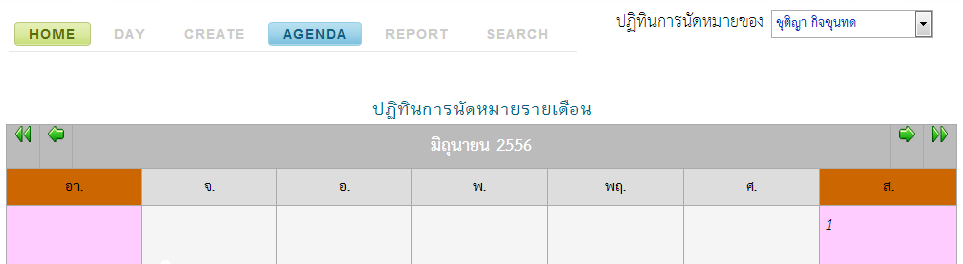 HOME DAY CREATE AGENDA REPORT SEARCH
ปฏิทินการนัดหมายของ ชุติญา กิจขุนทด
ปฏิทินการนัดหมายรายเดือน
มิถุนายน 2556
อา. จ. อ. พ. พฤ. ศ. ส.
1